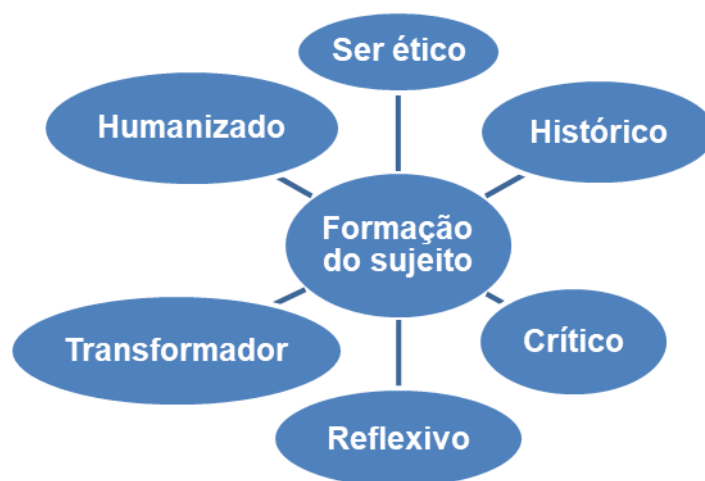 Ser ético
Humanizado
Histórico
Formação
do sujeito
Transformador
Crítico
Reflexivo